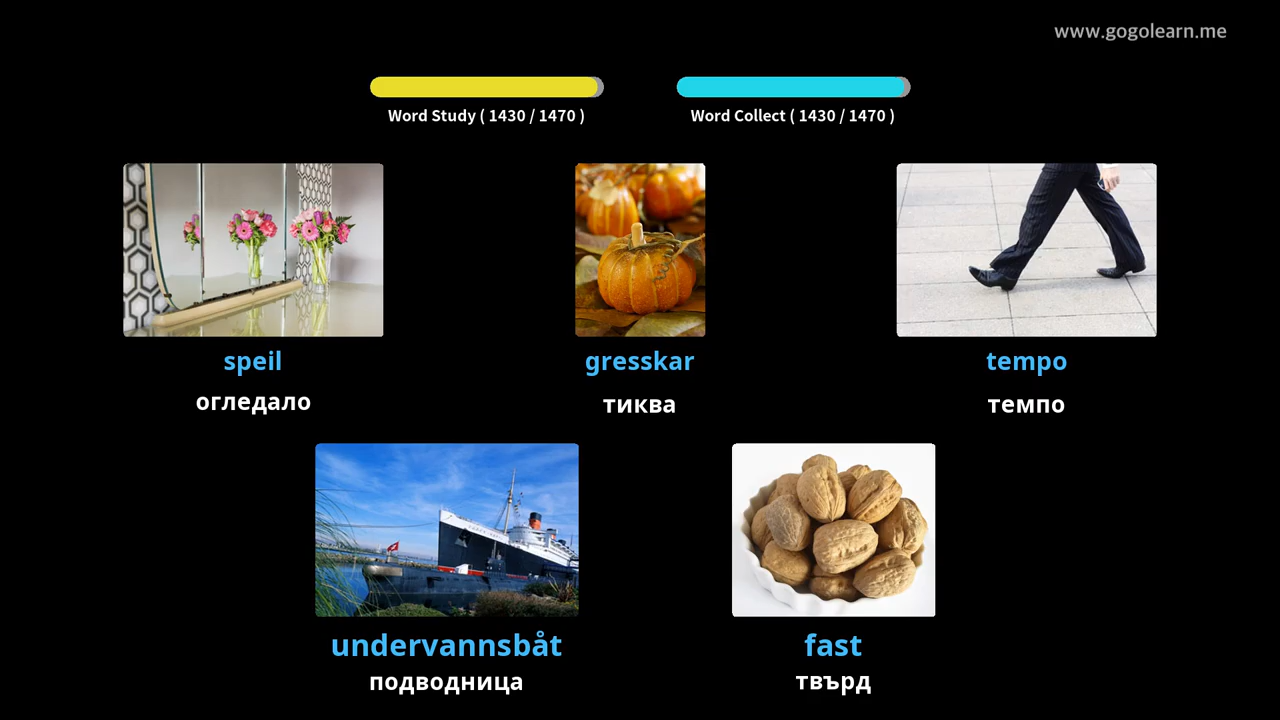 www.gogolearn.me
Word Study ( 1430 / 1470 )
Word Collect ( 1430 / 1470 )
speil
огледало
gresskar
тиква
tempo
темпо
undervannsbåt
подводница
fast
твърд